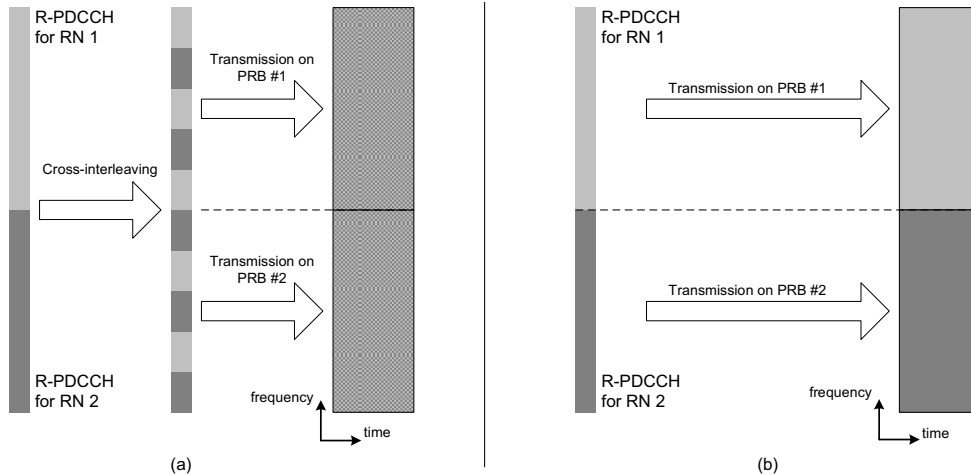 R-PDCCH
for RN 1
Cross-interleaving
R-PDCCH
for RN 2
Transmission on
PRB #1
Transmission on
PRB #2
frequency
time
(a)
R-PDCCH
for RN 1
Transmission on PRB #1
Transmission on PRB #2
R-PDCCH
for RN 2
frequency
time
(b)